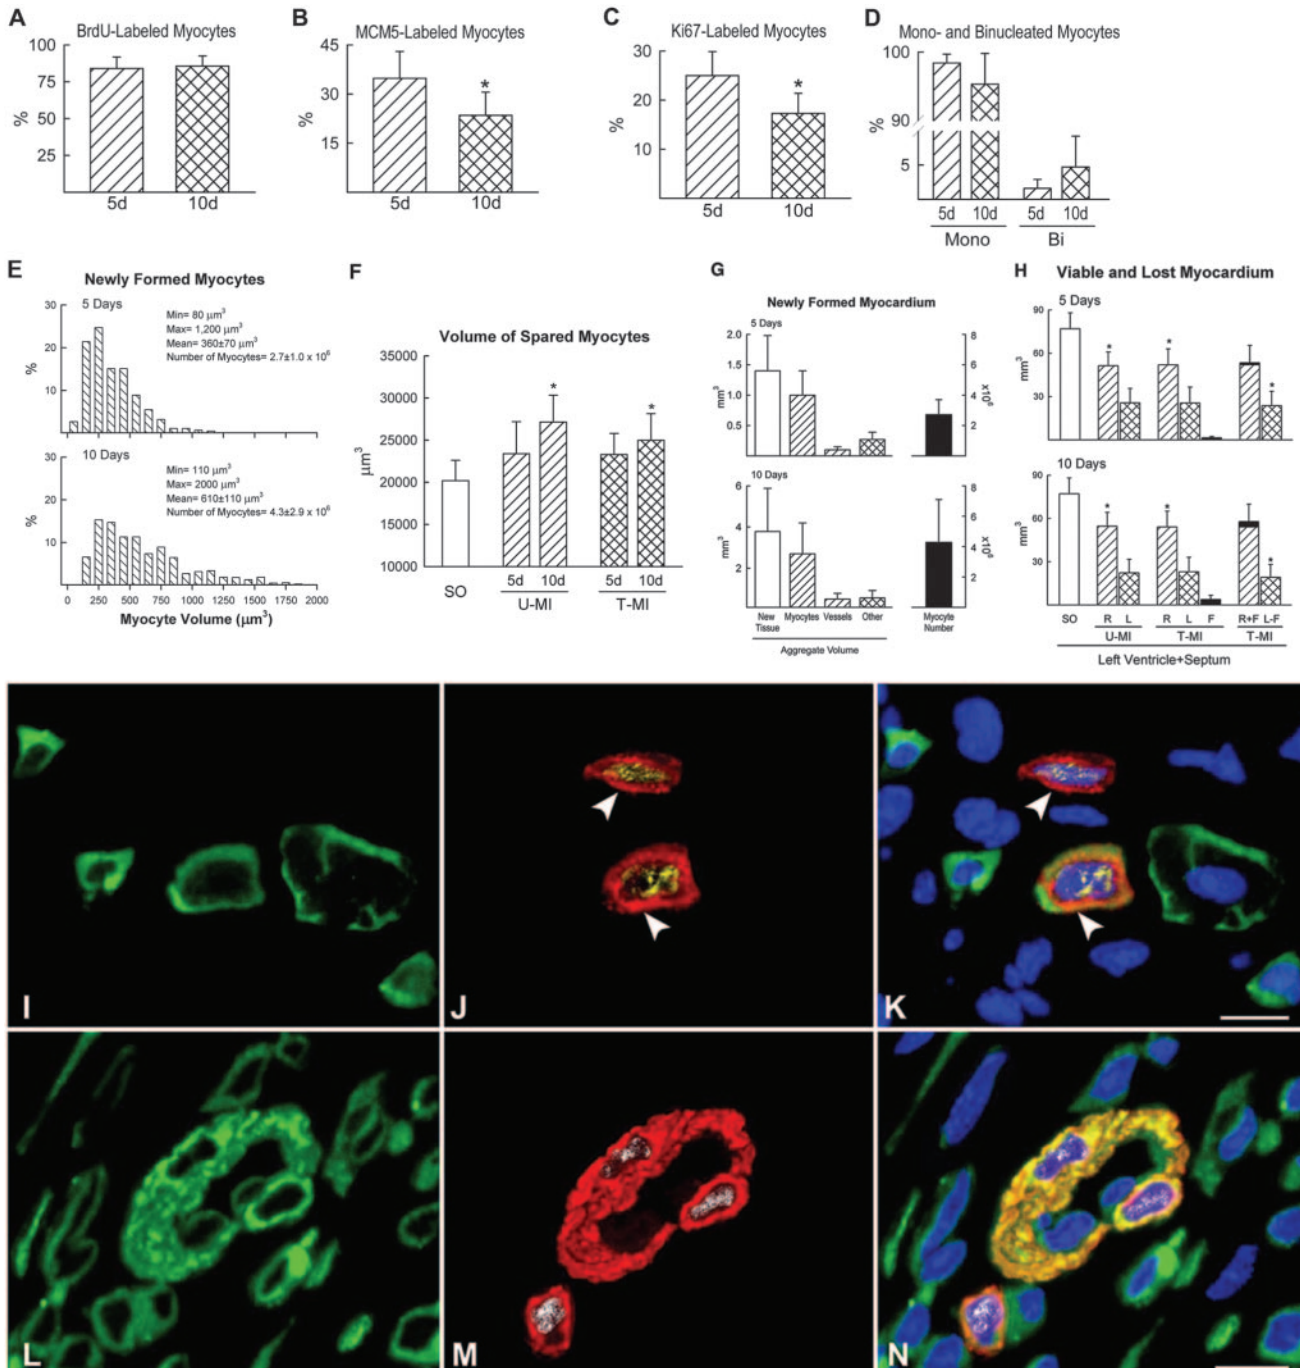 A
BrdU-Labeled Myocytes
%
100
75
50
25
5d 10d
B
MCM5-Labeled Myocytes
%
45
30
15
*
5d 10d
C
Ki67-Labeled Myocytes
%
30
20
10
*
5d 10d
D
Mono- and Binucleated Myocytes
%
100
90
5
5d 10d 5d 10d
Mono Bi
E
Newly Formed Myocytes
5 Days
%
30
20
10
Min= 80 μm³
Max= 1,200 μm³
Mean= 360±70 μm³
Number of Myocytes= 2.7±1.0 x 10⁶
10 Days
%
30
20
10
Min= 110 μm³
Max= 2000 μm³
Mean= 610±110 μm³
Number of Myocytes= 4.3±2.9 x 10⁶
0 250 500 750 1000 1250 1500 1750 2000
Myocyte Volume (μm³)
F
Volume of Spared Myocytes
μm³
35000
30000
25000
20000
15000
10000
* *
SO 5d 10d 5d 10d
U-MI T-MI
G
Newly Formed Myocardium
5 Days
mm³
2.0
1.5
1.0
0.5
8
6
4
2
x10⁶
10 Days
mm³
6
4
2
8
6
4
2
x10⁶
New Tissue Myocytes Vessels Other Myocyte Number
Aggregate Volume
H
Viable and Lost Myocardium
5 Days
mm³
90
60
30
* * *
10 Days
mm³
90
60
30
* * *
SO R L R L F R+F L-F
U-MI T-MI T-MI
Left Ventricle+Septum
I
J
K
L
M
N